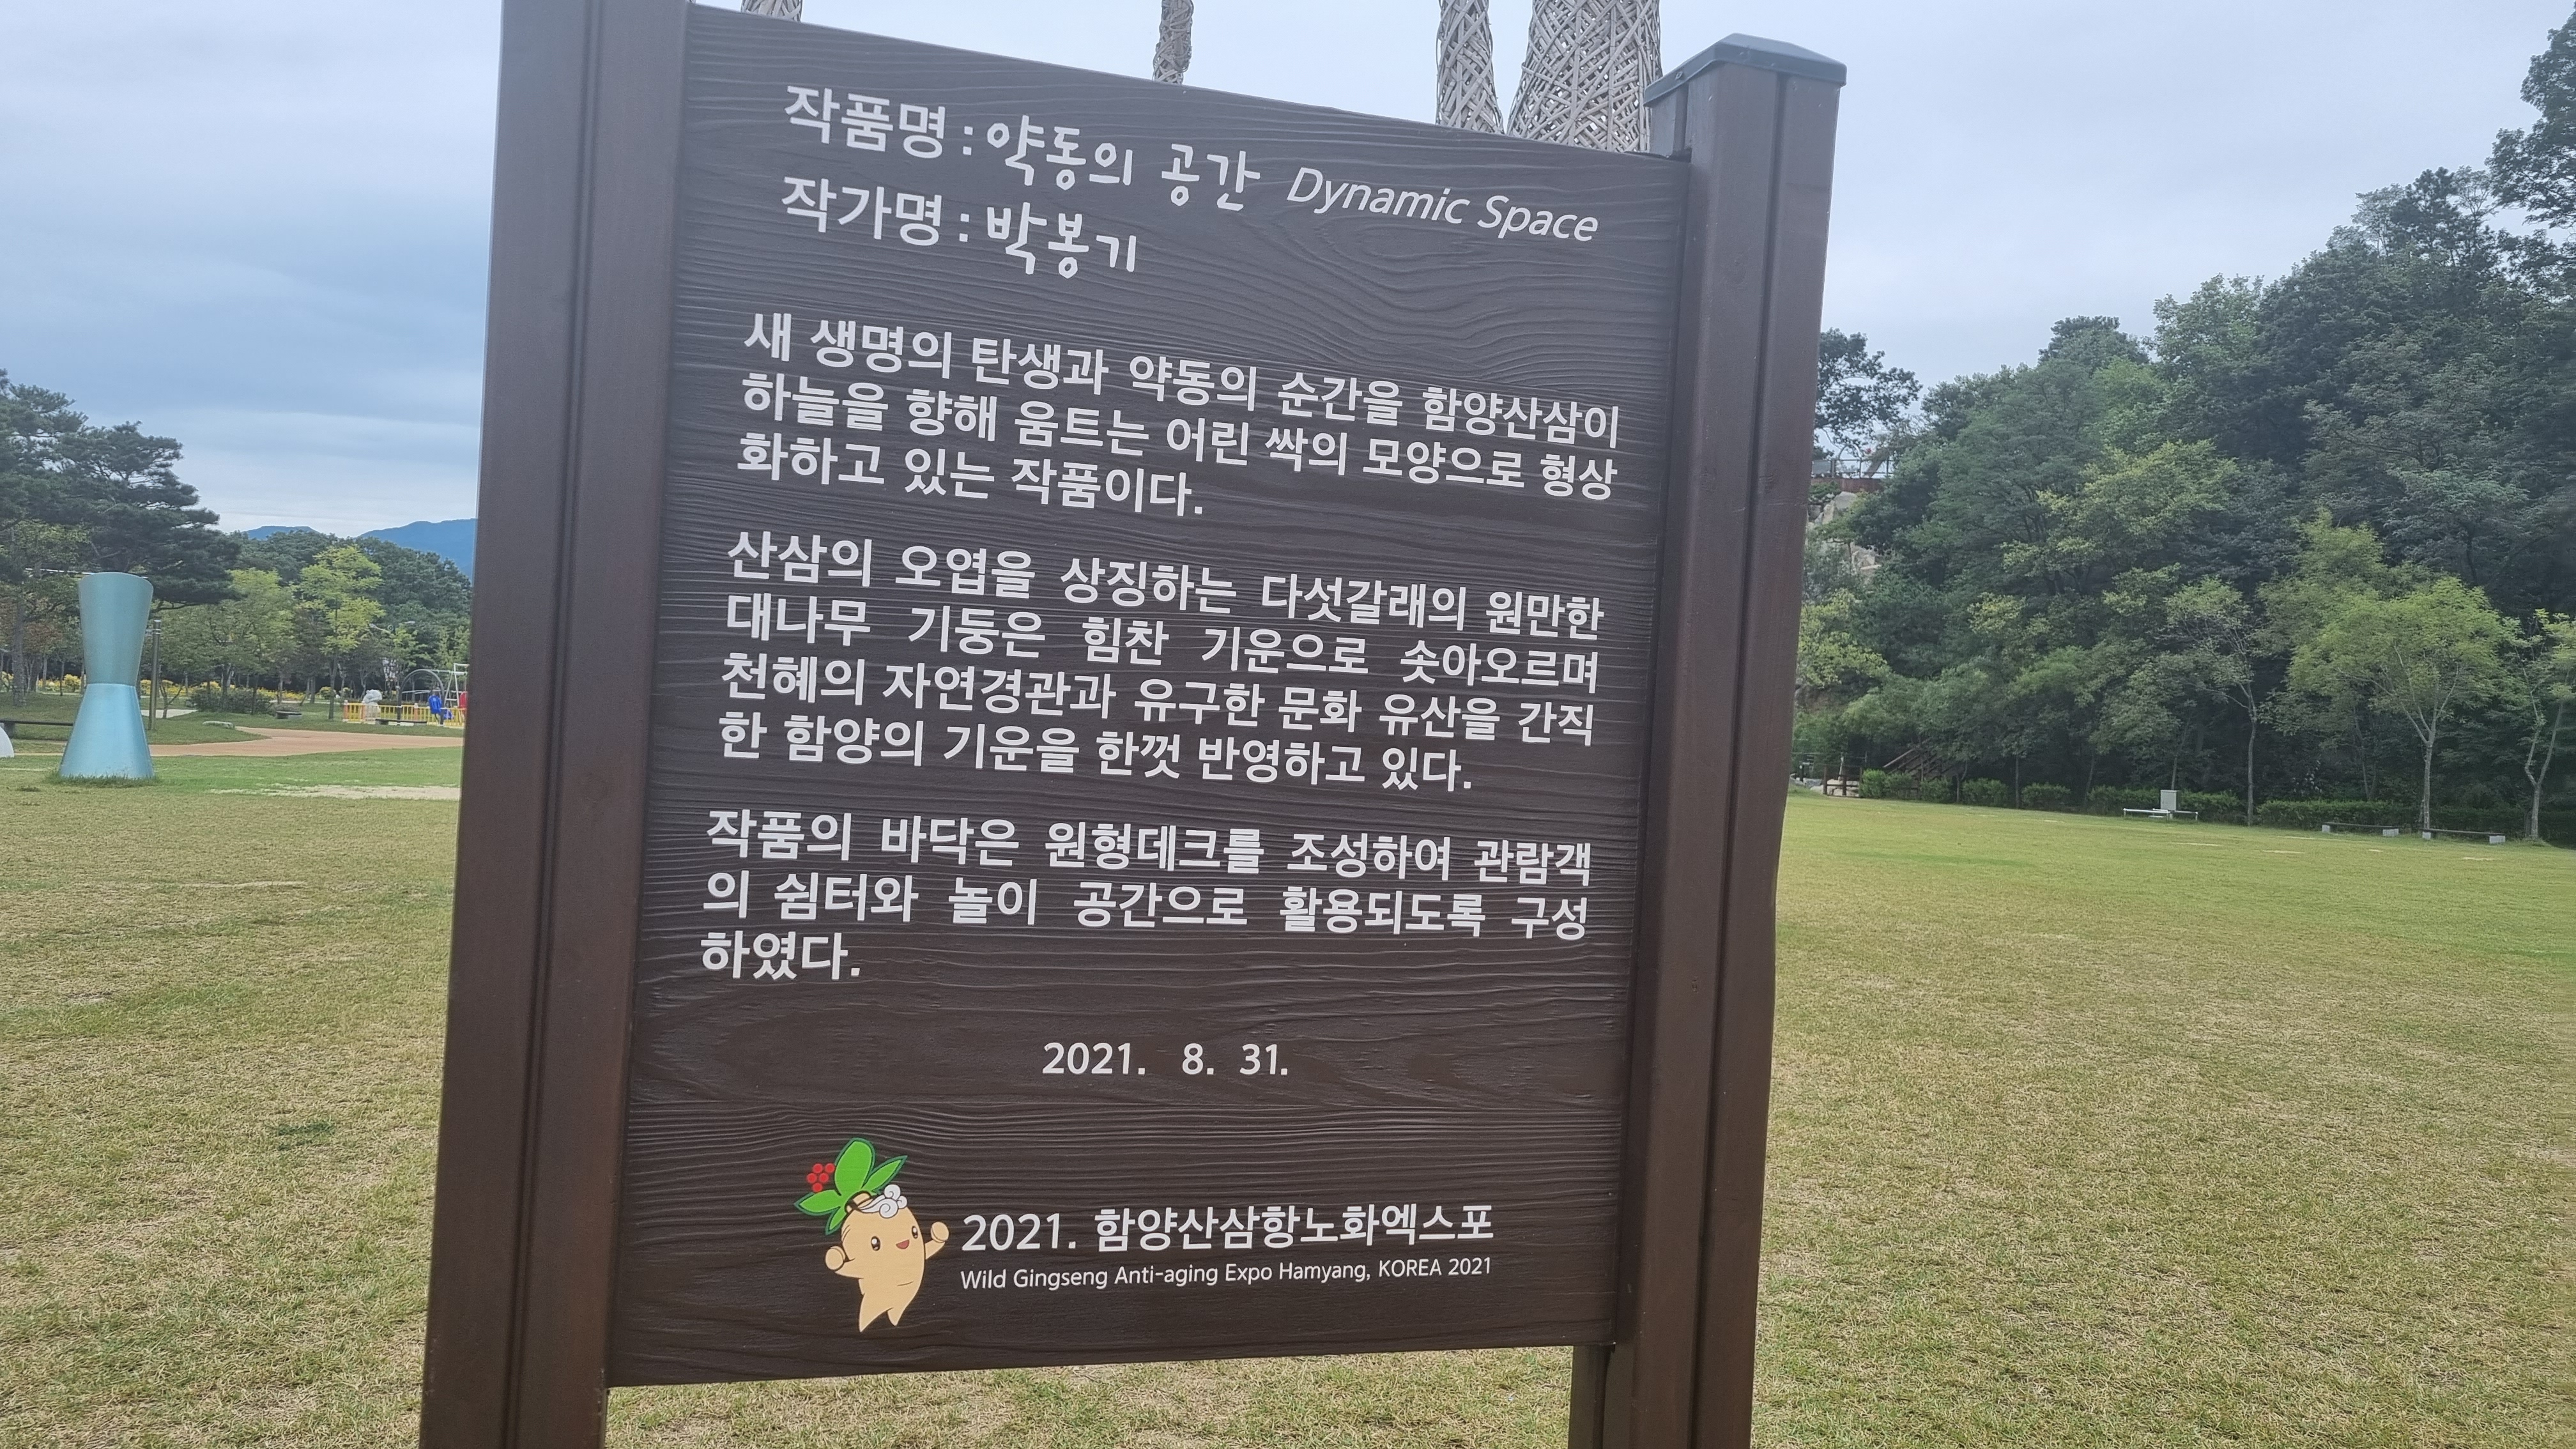 작품명 : 약동의 공간 Dynamic Space
작가명 : 박봉기
새 생명의 탄생과 약동의 순간을 함양산삼이
하늘을 향해 움트는 어린 싹의 모양으로 형상
화하고 있는 작품이다.
산삼의 오엽을 상징하는 다섯갈래의 원만한
대나무 기둥은 힘찬 기운으로 솟아오르며
천혜의 자연경관과 유구한 문화 유산을 간직
한 함양의 기운을 한껏 반영하고 있다.
작품의 바닥은 원형데크를 조성하여 관람객
의 쉼터와 놀이 공간으로 활용되도록 구성
하였다.
2021. 8. 31.
2021. 함양산삼항노화엑스포
Wild Gingseng Anti-aging Expo Hamyang, KOREA 2021